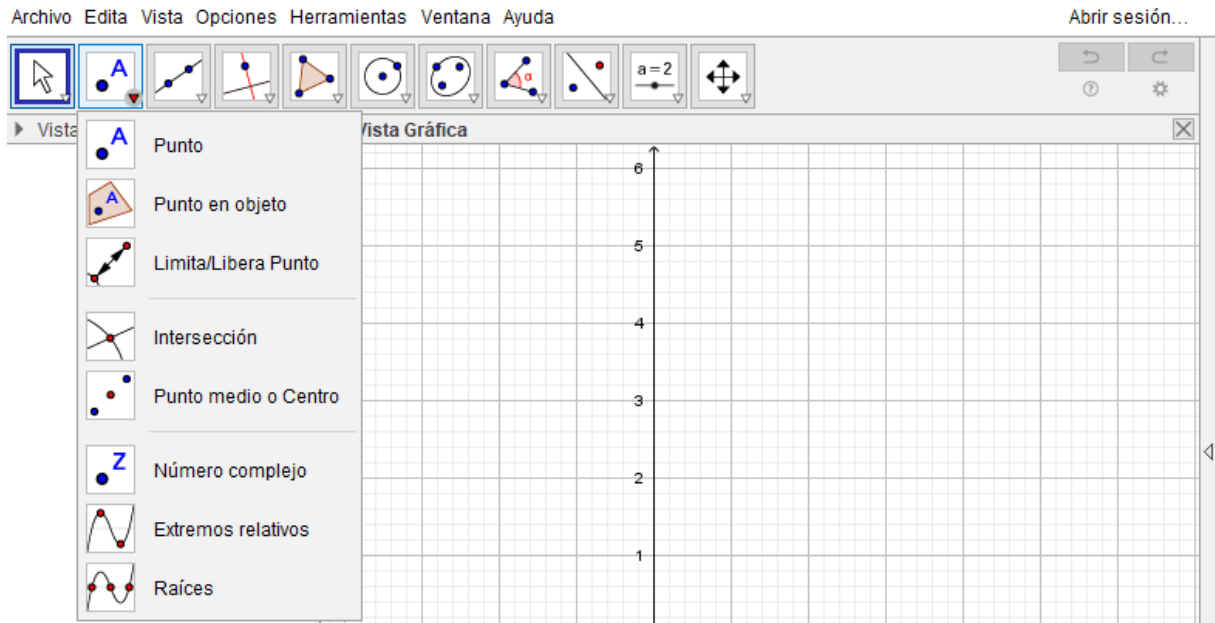 Archivo Edita Vista Opciones Herramientas Ventana Ayuda Abrir sesión...
A α a = 2
Vista Vista Gráfica
A Punto
A Punto en objeto
Limita/Libera Punto
Intersección
Punto medio o Centro
Z Número complejo
Extremos relativos
Raíces
6
5
4
3
2
1